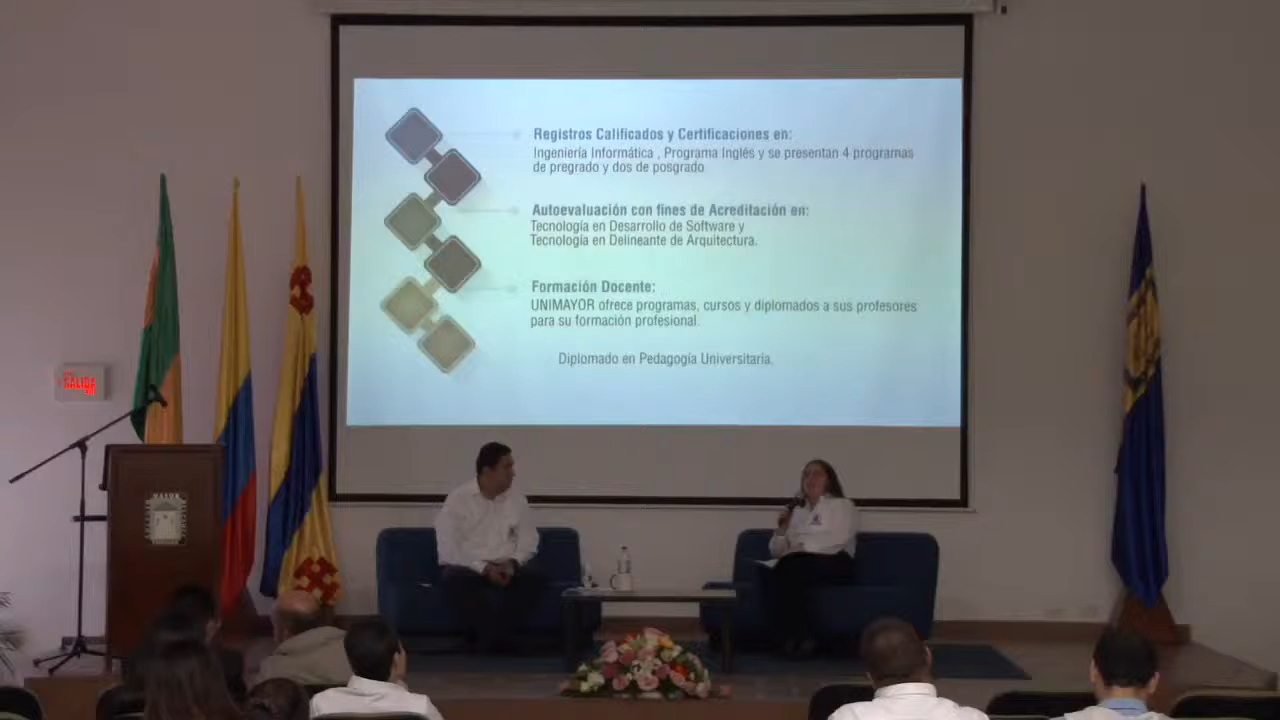 Registros Calificados y Certificaciones en:
Ingeniería Informática , Programa Inglés y se presentan 4 programas
de pregrado y dos de posgrado
Autoevaluación con fines de Acreditación en:
Tecnología en Desarrollo de Software y
Tecnología en Delineante de Arquitectura.
Formación Docente:
UNIMAYOR ofrece programas, cursos y diplomados a sus profesores
para su formación profesional.
Diplomado en Pedagogía Universitaria.
SALIDA